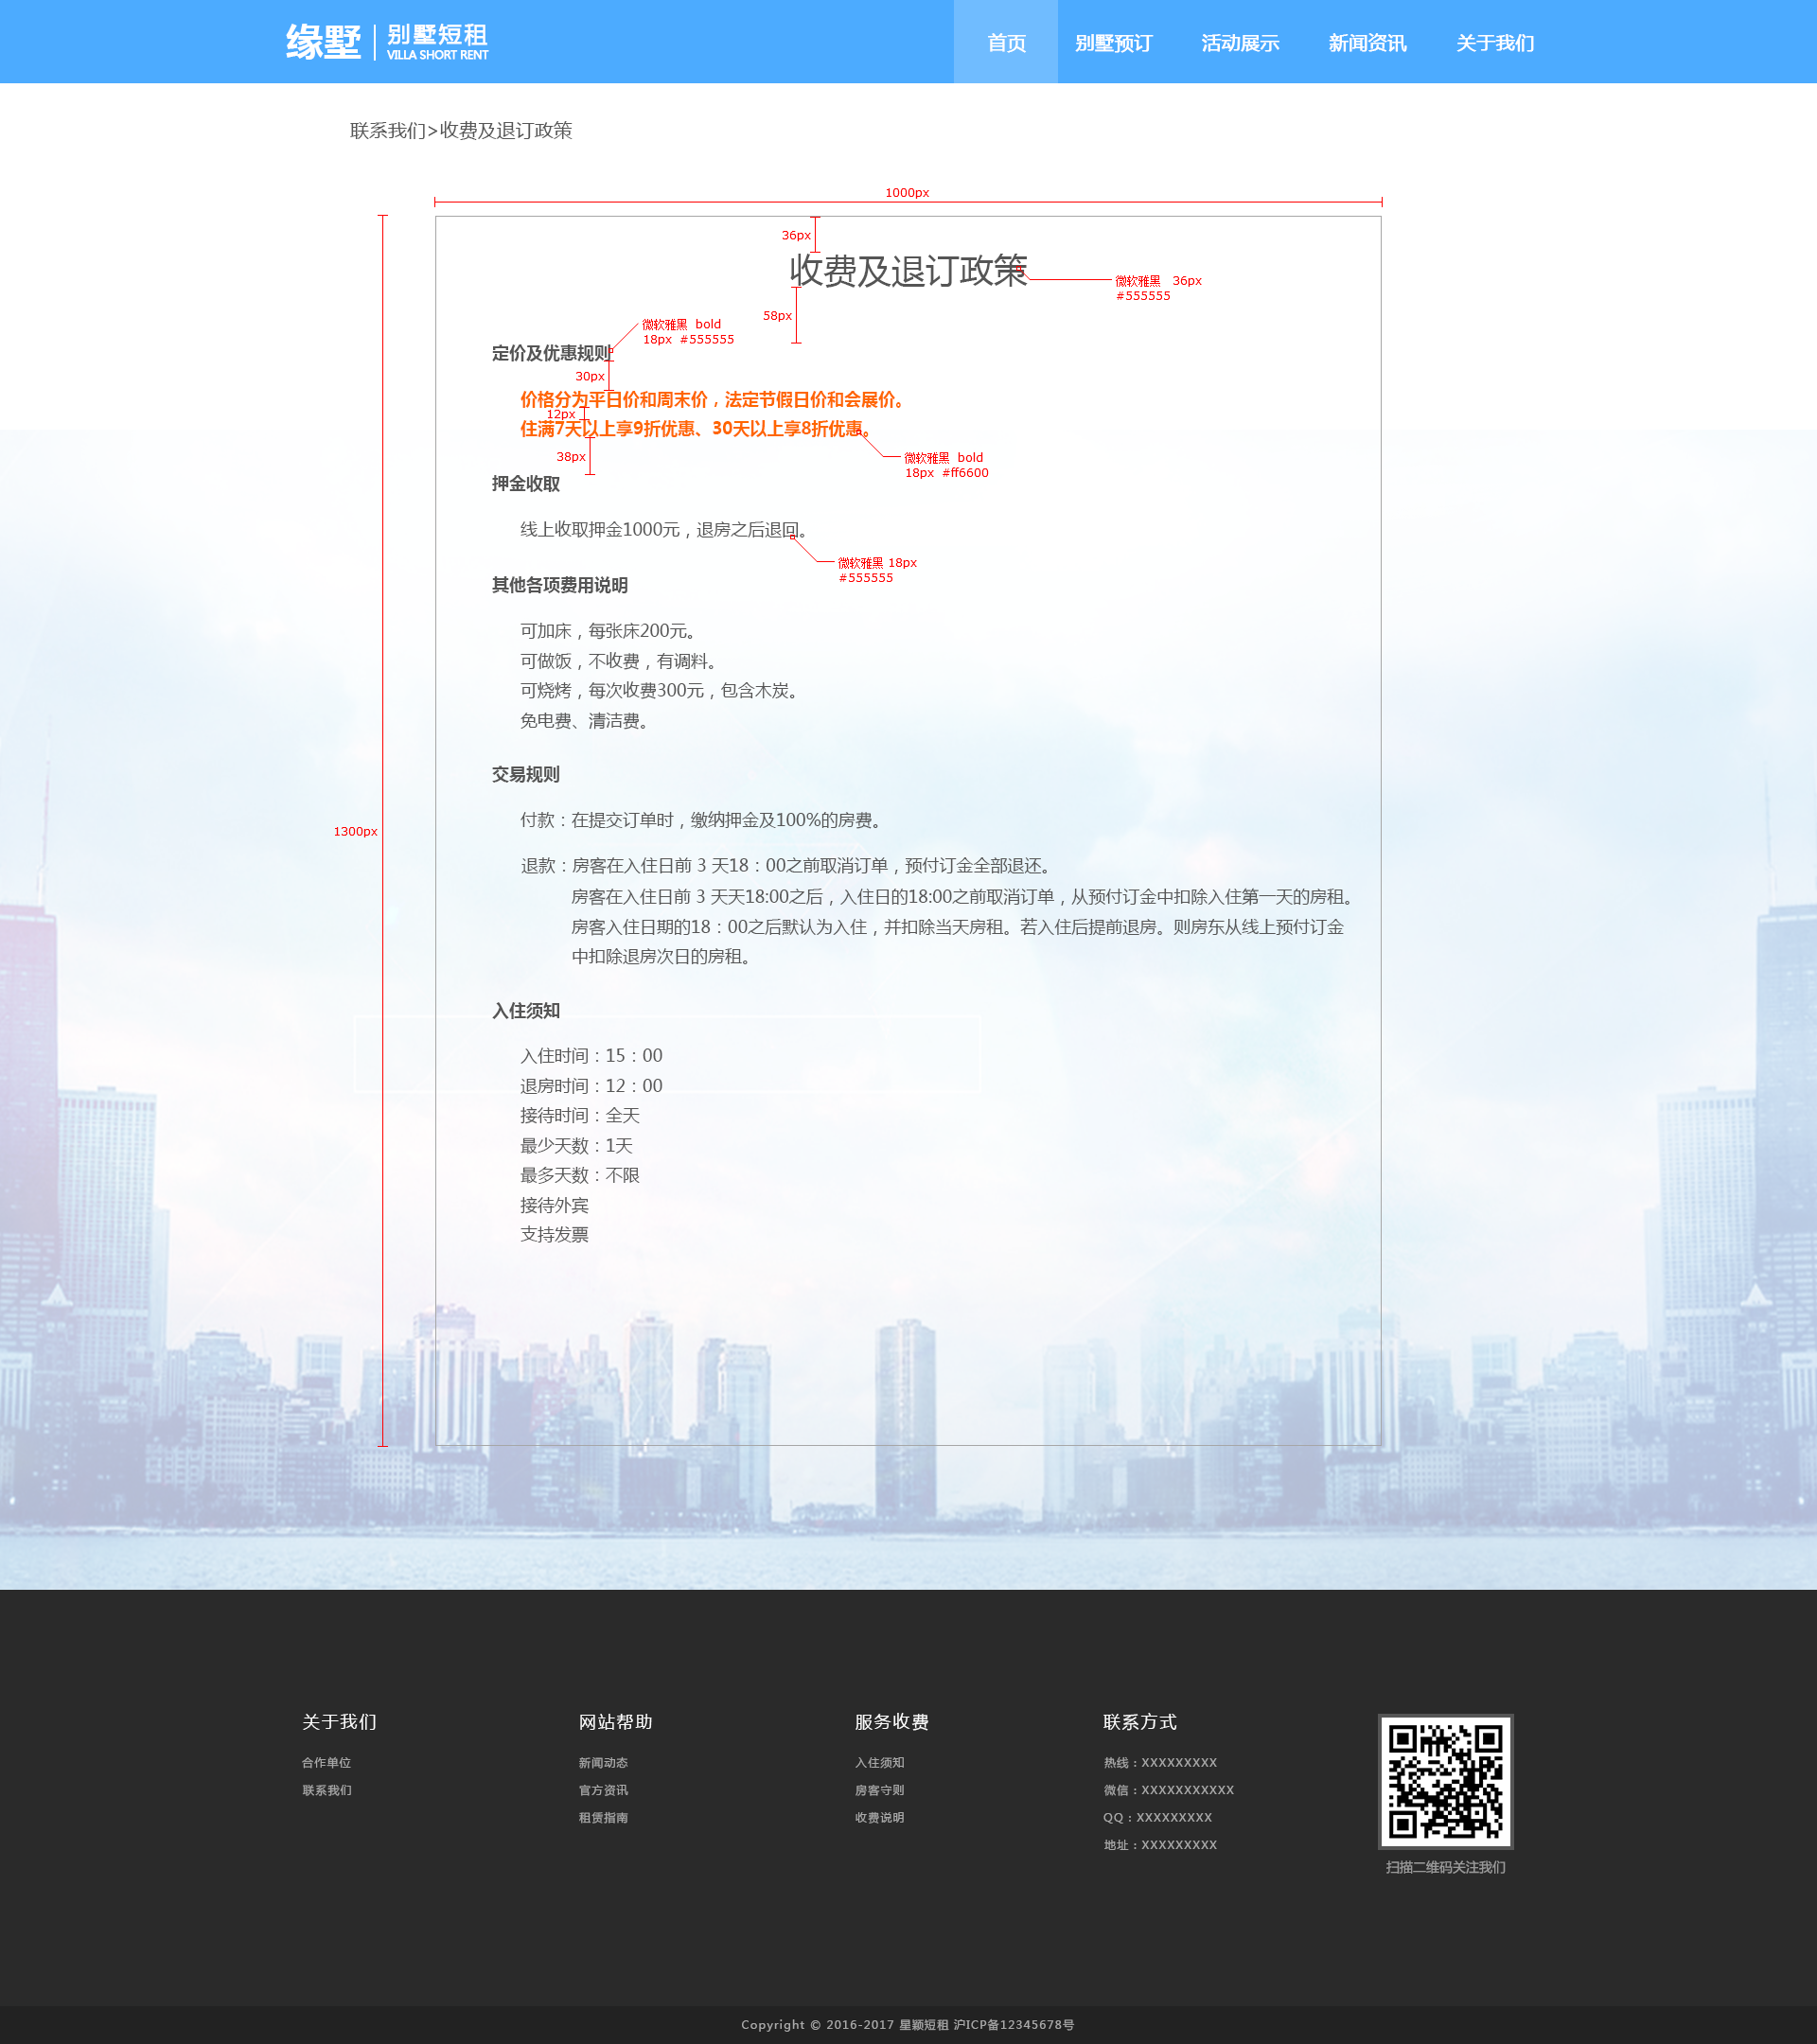 缘墅 别墅短租
VILLA SHORT RENT
首页 别墅预订 活动展示 新闻资讯 关于我们
联系我们>收费及退订政策
1000px
36px
收费及退订政策
微软雅黑 36px
#555555
58px
微软雅黑 bold
18px #555555
定价及优惠规则
30px
价格分为平日价和周末价，法定节假日价和会展价。
12px
住满7天以上享9折优惠、30天以上享8折优惠。
38px
微软雅黑 bold
18px #ff6600
押金收取
线上收取押金1000元，退房之后退回。
微软雅黑 18px
#555555
其他各项费用说明
可加床，每张床200元。
可做饭，不收费，有调料。
可烧烤，每次收费300元，包含木炭。
免电费、清洁费。
交易规则
付款：在提交订单时，缴纳押金及100%的房费。
1300px
退款：房客在入住日前 3 天18：00之前取消订单，预付订金全部退还。
房客在入住日前 3 天天18:00之后，入住日的18:00之前取消订单，从预付订金中扣除入住第一天的房租。
房客入住日期的18：00之后默认为入住，并扣除当天房租。若入住后提前退房。则房东从线上预付订金
中扣除退房次日的房租。
入住须知
入住时间：15：00
退房时间：12：00
接待时间：全天
最少天数：1天
最多天数：不限
接待外宾
支持发票
关于我们
合作单位
联系我们
网站帮助
新闻动态
官方资讯
租赁指南
服务收费
入住须知
房客守则
收费说明
联系方式
热线：XXXXXXXXX
微信：XXXXXXXXXXX
QQ：XXXXXXXXX
地址：XXXXXXXXX
扫描二维码关注我们
Copyright © 2016-2017 星颖短租 沪ICP备12345678号